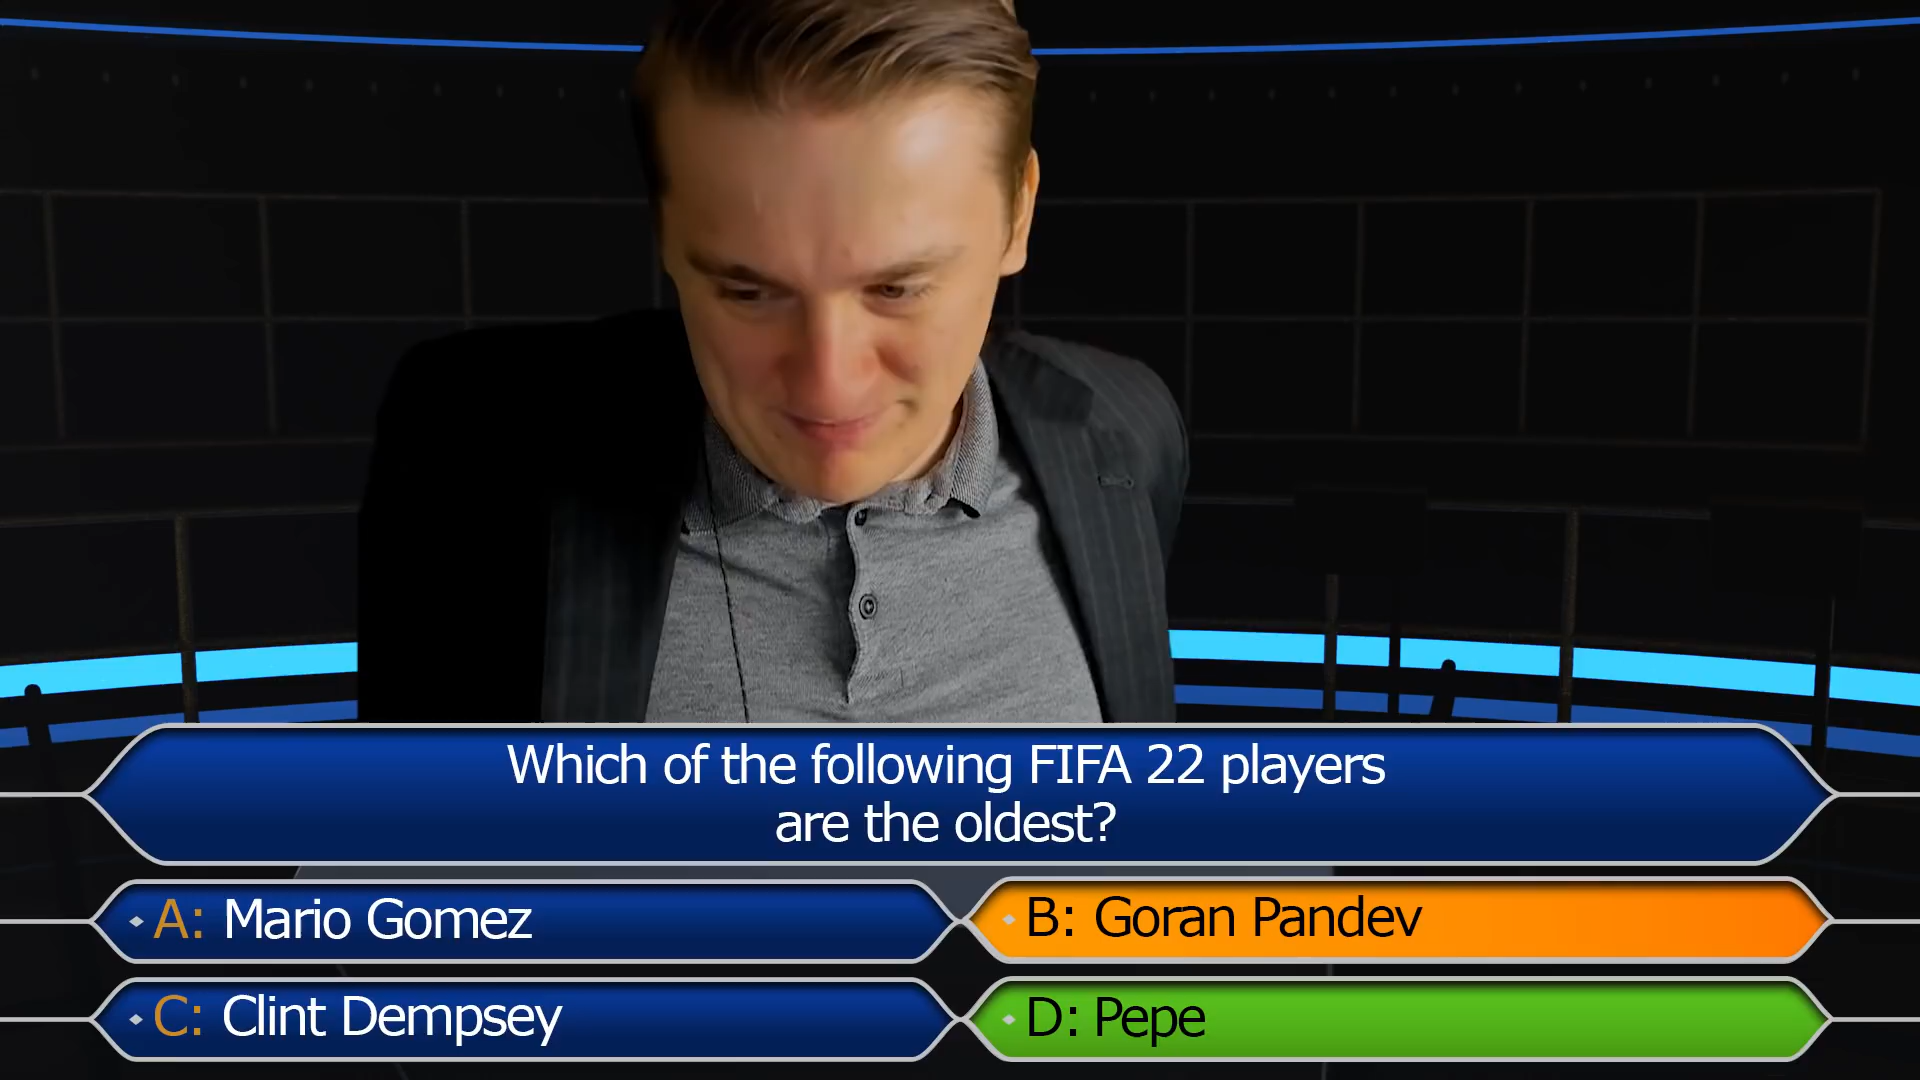 Which of the following FIFA 22 players
are the oldest?
A: Mario Gomez
B: Goran Pandev
C: Clint Dempsey
D: Pepe